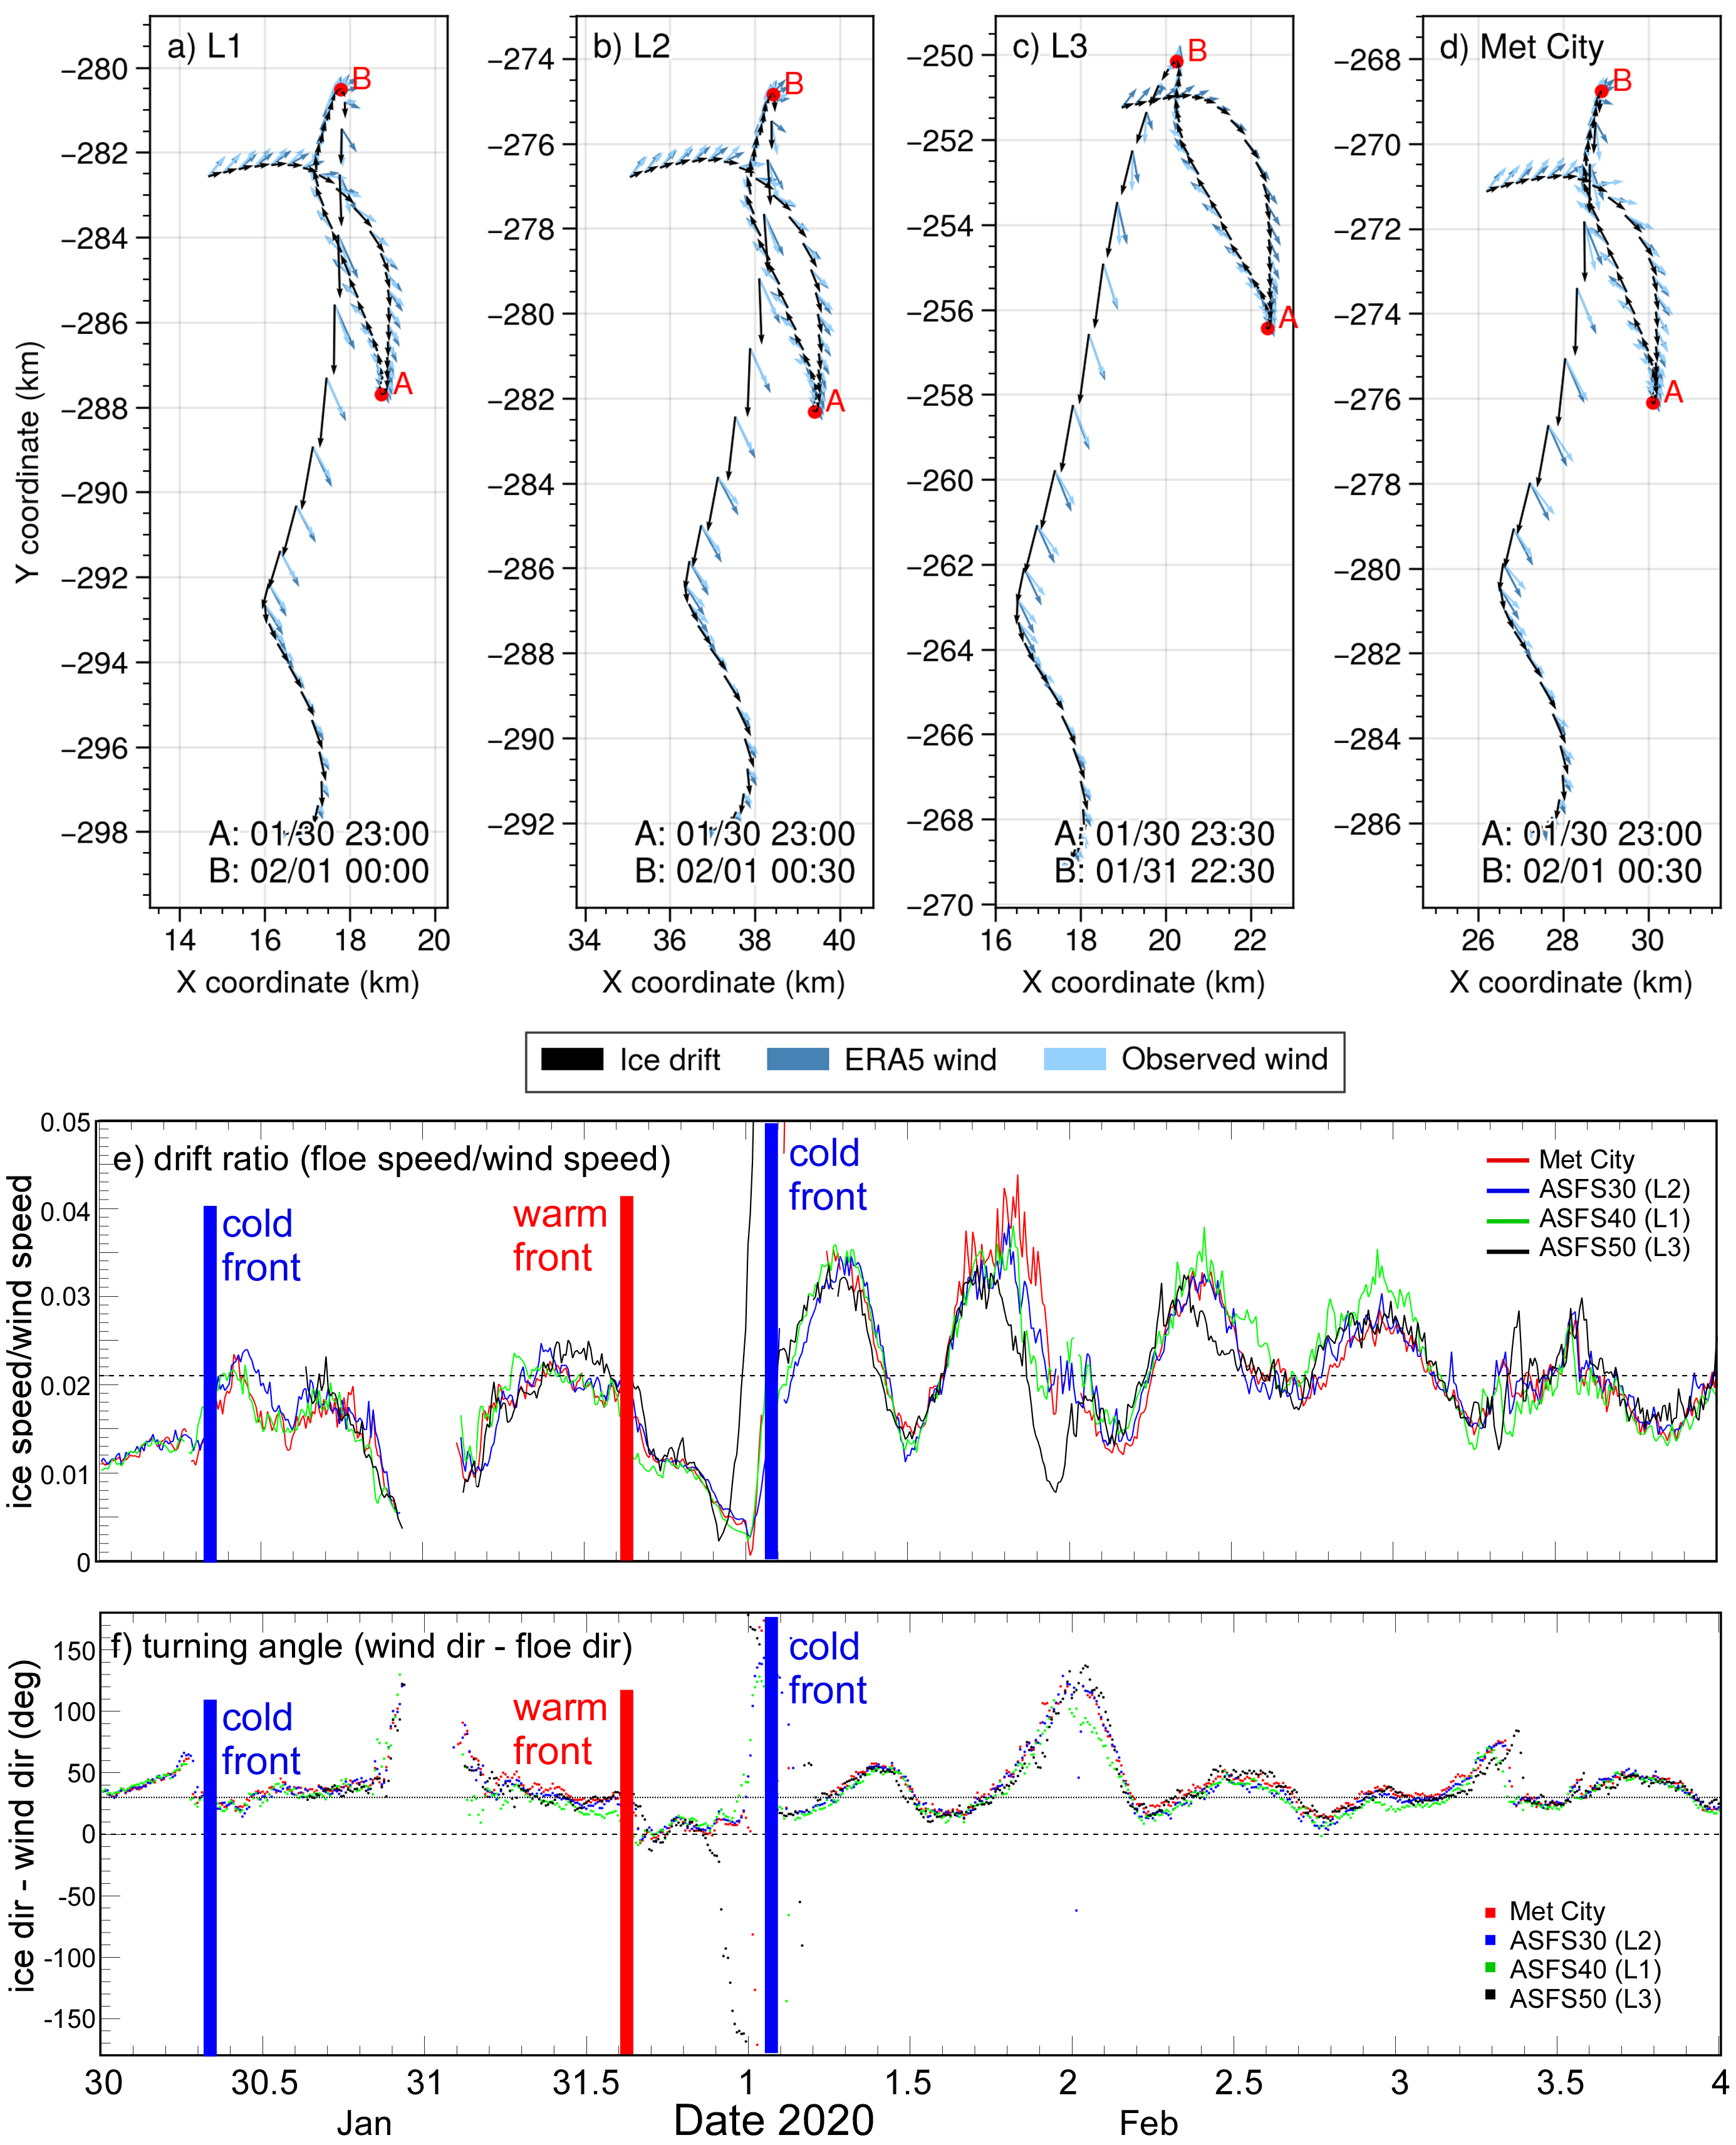 a) L1
B
A
A: 01/30 23:00
B: 02/01 00:00
−280
−282
−284
−286
−288
−290
−292
−294
−296
−298
14 16 18 20
X coordinate (km)
Y coordinate (km)
b) L2
B
A
A: 01/30 23:00
B: 02/01 00:30
−274
−276
−278
−280
−282
−284
−286
−288
−290
−292
34 36 38 40
X coordinate (km)
c) L3
B
A
A: 01/30 23:30
B: 01/31 22:30
−250
−252
−254
−256
−258
−260
−262
−264
−266
−268
−270
16 18 20 22
X coordinate (km)
d) Met City
B
A
A: 01/30 23:00
B: 02/01 00:30
−268
−270
−272
−274
−276
−278
−280
−282
−284
−286
26 28 30
X coordinate (km)
Ice drift ERA5 wind Observed wind
e) drift ratio (floe speed/wind speed)
ice speed/wind speed
0.05
0.04
0.03
0.02
0.01
0
cold
front
warm
front
cold
front
Met City
ASFS30 (L2)
ASFS40 (L1)
ASFS50 (L3)
f) turning angle (wind dir - floe dir)
ice dir - wind dir (deg)
150
100
50
0
-50
-100
-150
cold
front
warm
front
cold
front
Met City
ASFS30 (L2)
ASFS40 (L1)
ASFS50 (L3)
30 30.5 31 31.5 1 1.5 2 2.5 3 3.5 4
Jan Date 2020 Feb